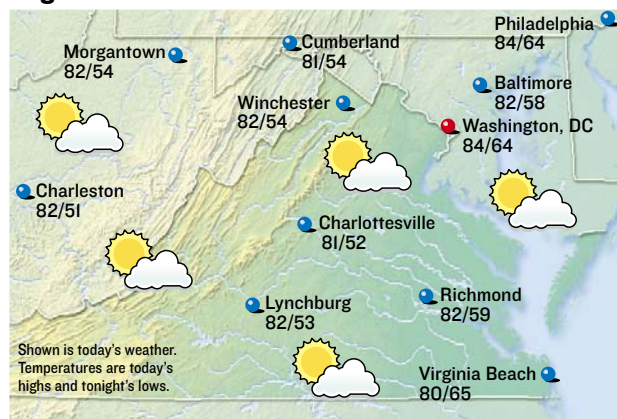 Philadelphia
84/64
Morgantown
82/54
Cumberland
81/54
Baltimore
82/58
Winchester
82/54
Washington, DC
84/64
Charleston
82/51
Charlottesville
81/52
Lynchburg
82/53
Richmond
82/59
Shown is today's weather.
Temperatures are today's
highs and tonight's lows.
Virginia Beach
80/65